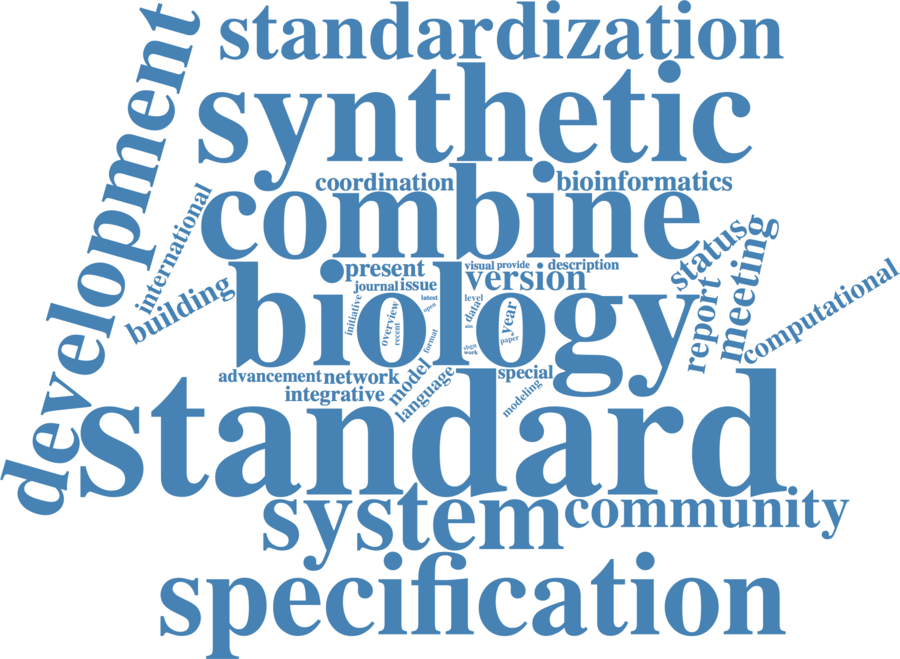 standardization
development
synthetic
coordination
bioinformatics
combine
international
status
meeting
building
present
visual
provide
description
version
journal
issue
computational
biology
initiative
latest
open
overview
recent
level
data
year
paper
format
sbgn
work
report
advancement
network
model
special
integrative
language
modeling
standard
system
community
specification